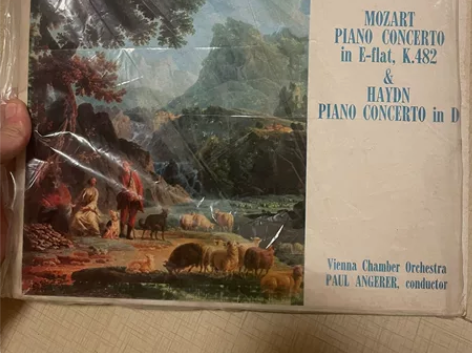 MOZART
PIANO CONCERTO
in E-flat, K.482
&
HAYDN
PIANO CONCERTO in D
Vienna Chamber Orchestra
PAUL ANGERER, conductor